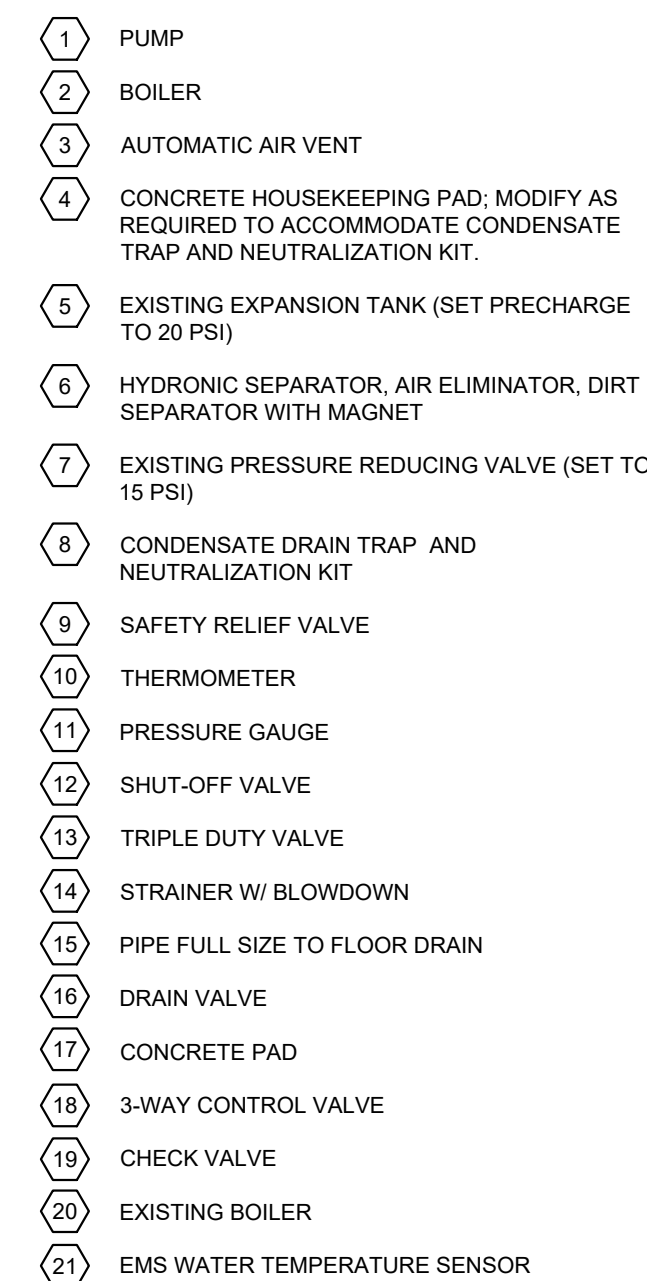 1 PUMP
2 BOILER
3 AUTOMATIC AIR VENT
4 CONCRETE HOUSEKEEPING PAD; MODIFY AS
REQUIRED TO ACCOMMODATE CONDENSATE
TRAP AND NEUTRALIZATION KIT.
5 EXISTING EXPANSION TANK (SET PRECHARGE
TO 20 PSI)
6 HYDRONIC SEPARATOR, AIR ELIMINATOR, DIRT
SEPARATOR WITH MAGNET
7 EXISTING PRESSURE REDUCING VALVE (SET TO
15 PSI)
8 CONDENSATE DRAIN TRAP AND
NEUTRALIZATION KIT
9 SAFETY RELIEF VALVE
10 THERMOMETER
11 PRESSURE GAUGE
12 SHUT-OFF VALVE
13 TRIPLE DUTY VALVE
14 STRAINER W/ BLOWDOWN
15 PIPE FULL SIZE TO FLOOR DRAIN
16 DRAIN VALVE
17 CONCRETE PAD
18 3-WAY CONTROL VALVE
19 CHECK VALVE
20 EXISTING BOILER
21 EMS WATER TEMPERATURE SENSOR